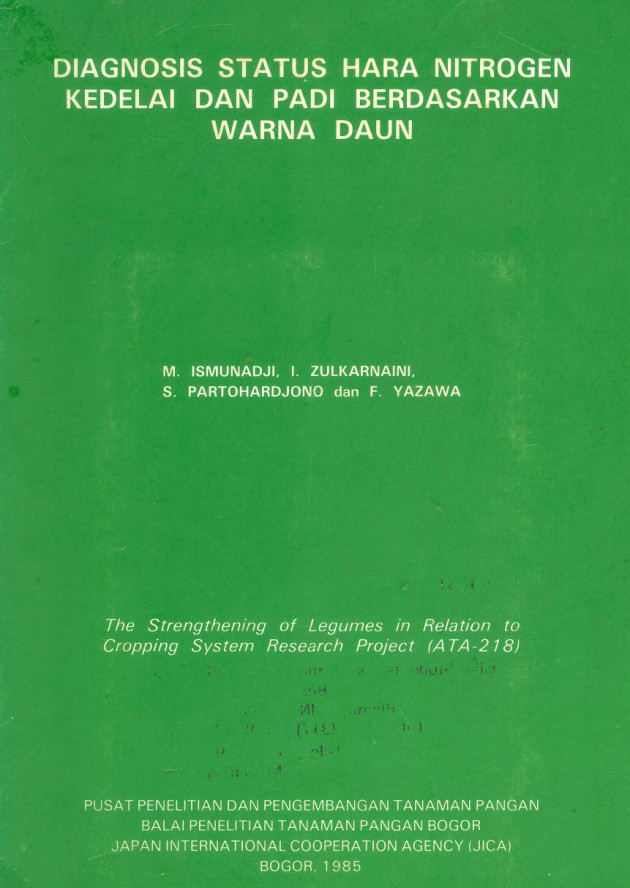 DIAGNOSIS STATUS HARA NITROGEN
KEDELAI DAN PADI BERDASARKAN
WARNA DAUN
M. ISMUNADJI, I. ZULKARNAINI,
S. PARTOHARDJONO dan F. YAZAWA
The Strengthening of Legumes in Relation to
Cropping System Research Project (ATA-218)
PUSAT PENELITIAN DAN PENGEMBANGAN TANAMAN PANGAN
BALAI PENELITIAN TANAMAN PANGAN BOGOR
JAPAN INTERNATIONAL COOPERATION AGENCY (JICA)
BOGOR, 1985